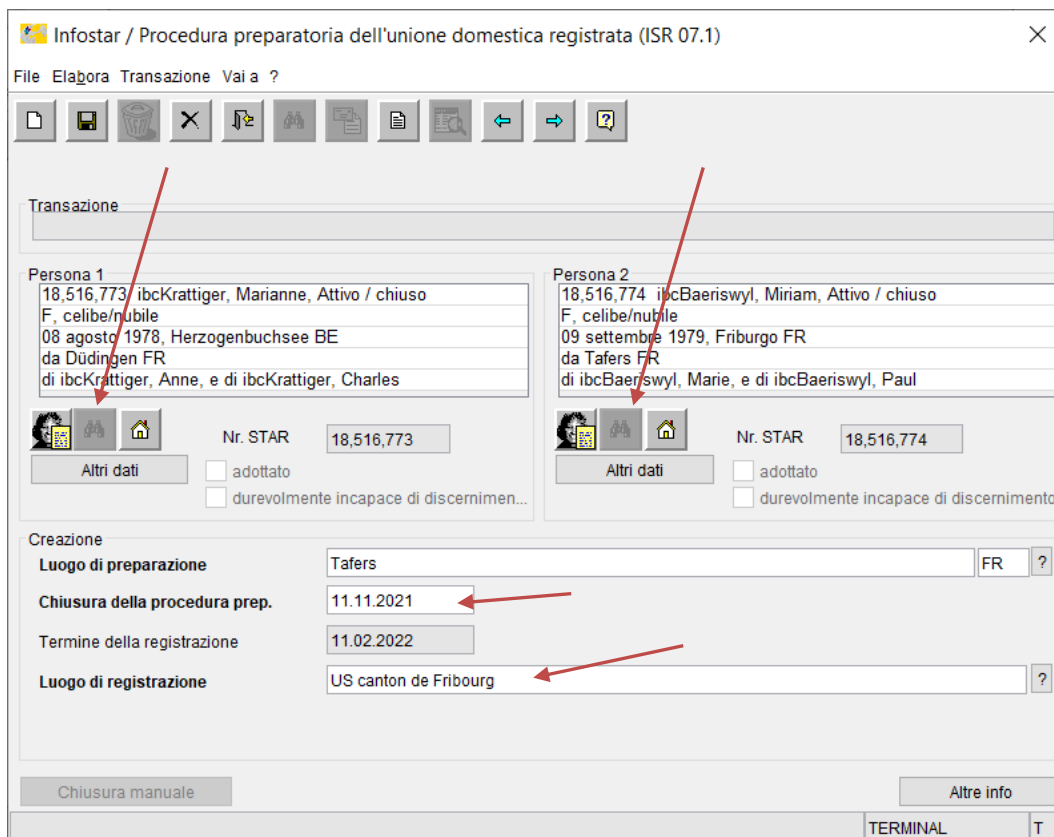 Infostar / Procedura preparatoria dell'unione domestica registrata (ISR 07.1)
File Elabora Transazione Vai a ?
Transazione
Persona 1
18,516,773 ibcKrattiger, Marianne, Attivo / chiuso
F, celibe/nubile
08 agosto 1978, Herzogenbuchsee BE
da Düdingen FR
di ibcKrattiger, Anne, e di ibcKrattiger, Charles
Nr. STAR 18,516,773
Altri dati
adottato
durevolmente incapace di discernimen...
Persona 2
18,516,774 ibcBaeriswyl, Miriam, Attivo / chiuso
F, celibe/nubile
09 settembre 1979, Friburgo FR
da Tafers FR
di ibcBaeriswyl, Marie, e di ibcBaeriswyl, Paul
Nr. STAR 18,516,774
Altri dati
adottato
durevolmente incapace di discernimento
Creazione
Luogo di preparazione Tafers FR ?
Chiusura della procedura prep. 11.11.2021
Termine della registrazione 11.02.2022
Luogo di registrazione US canton de Fribourg ?
Chiusura manuale Altre info
TERMINAL T